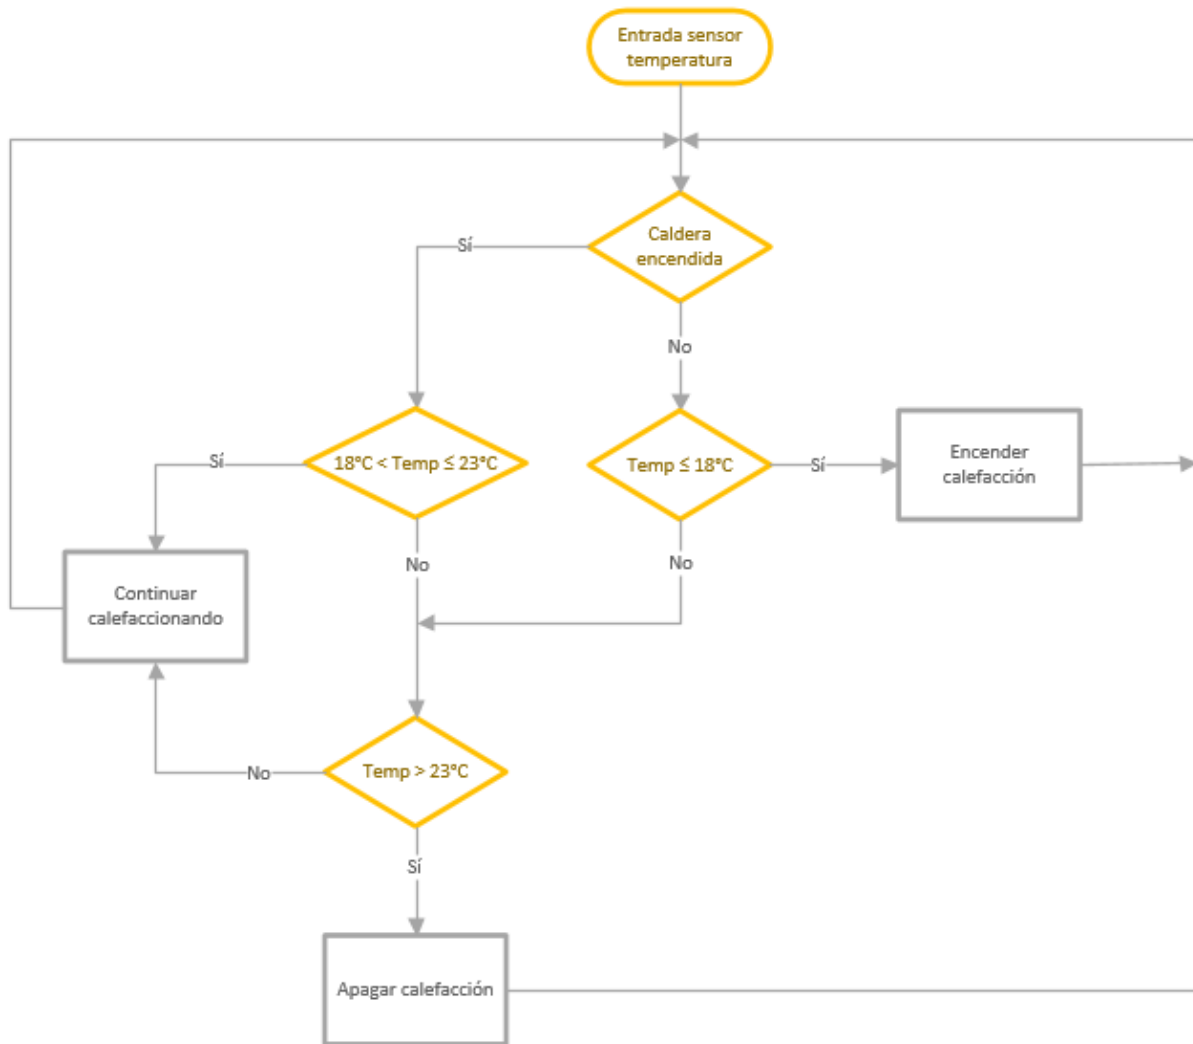 Entrada sensor
temperatura
Caldera
encendida
Sí
No
18°C < Temp ≤ 23°C
Temp ≤ 18°C
Sí
Encender
calefacción
Sí
No
No
Continuar
calefaccionando
Temp > 23°C
No
Sí
Apagar calefacción